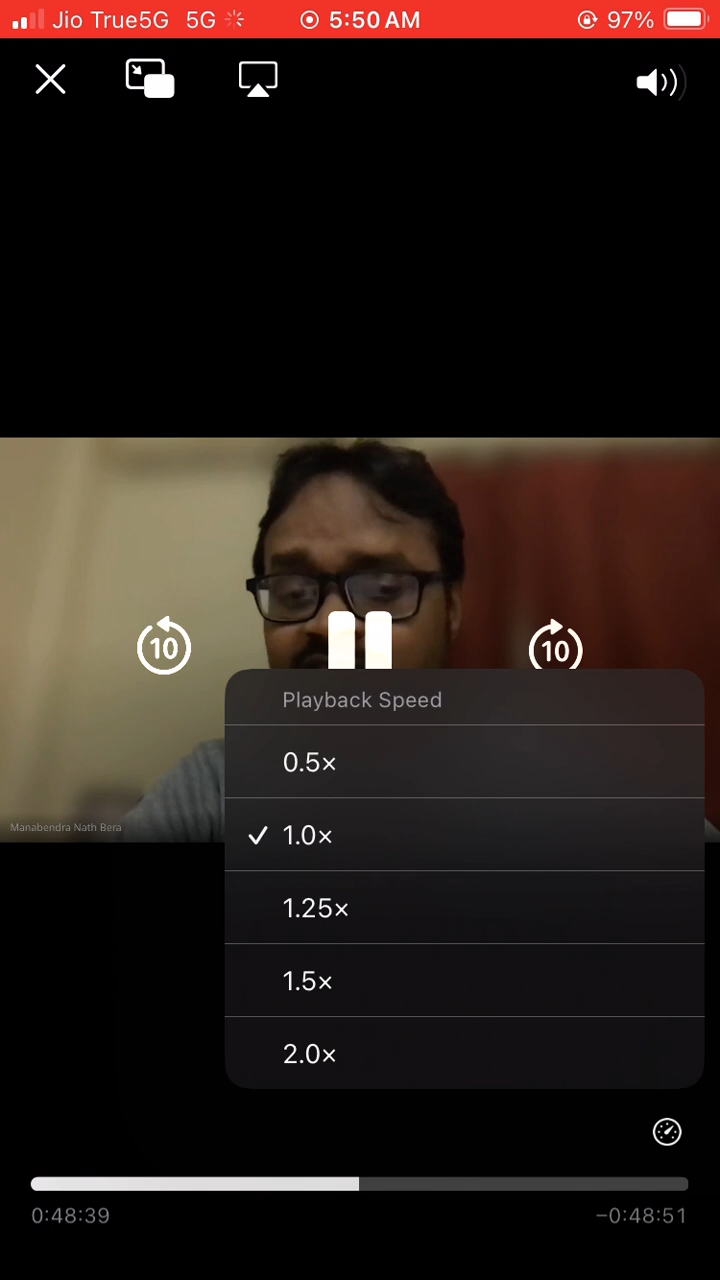 Jio True5G 5G 5:50 AM 97%
10 10
Playback Speed
0.5×
Manabendra Nath Bera
1.0×
1.25×
1.5×
2.0×
0:48:39 −0:48:51